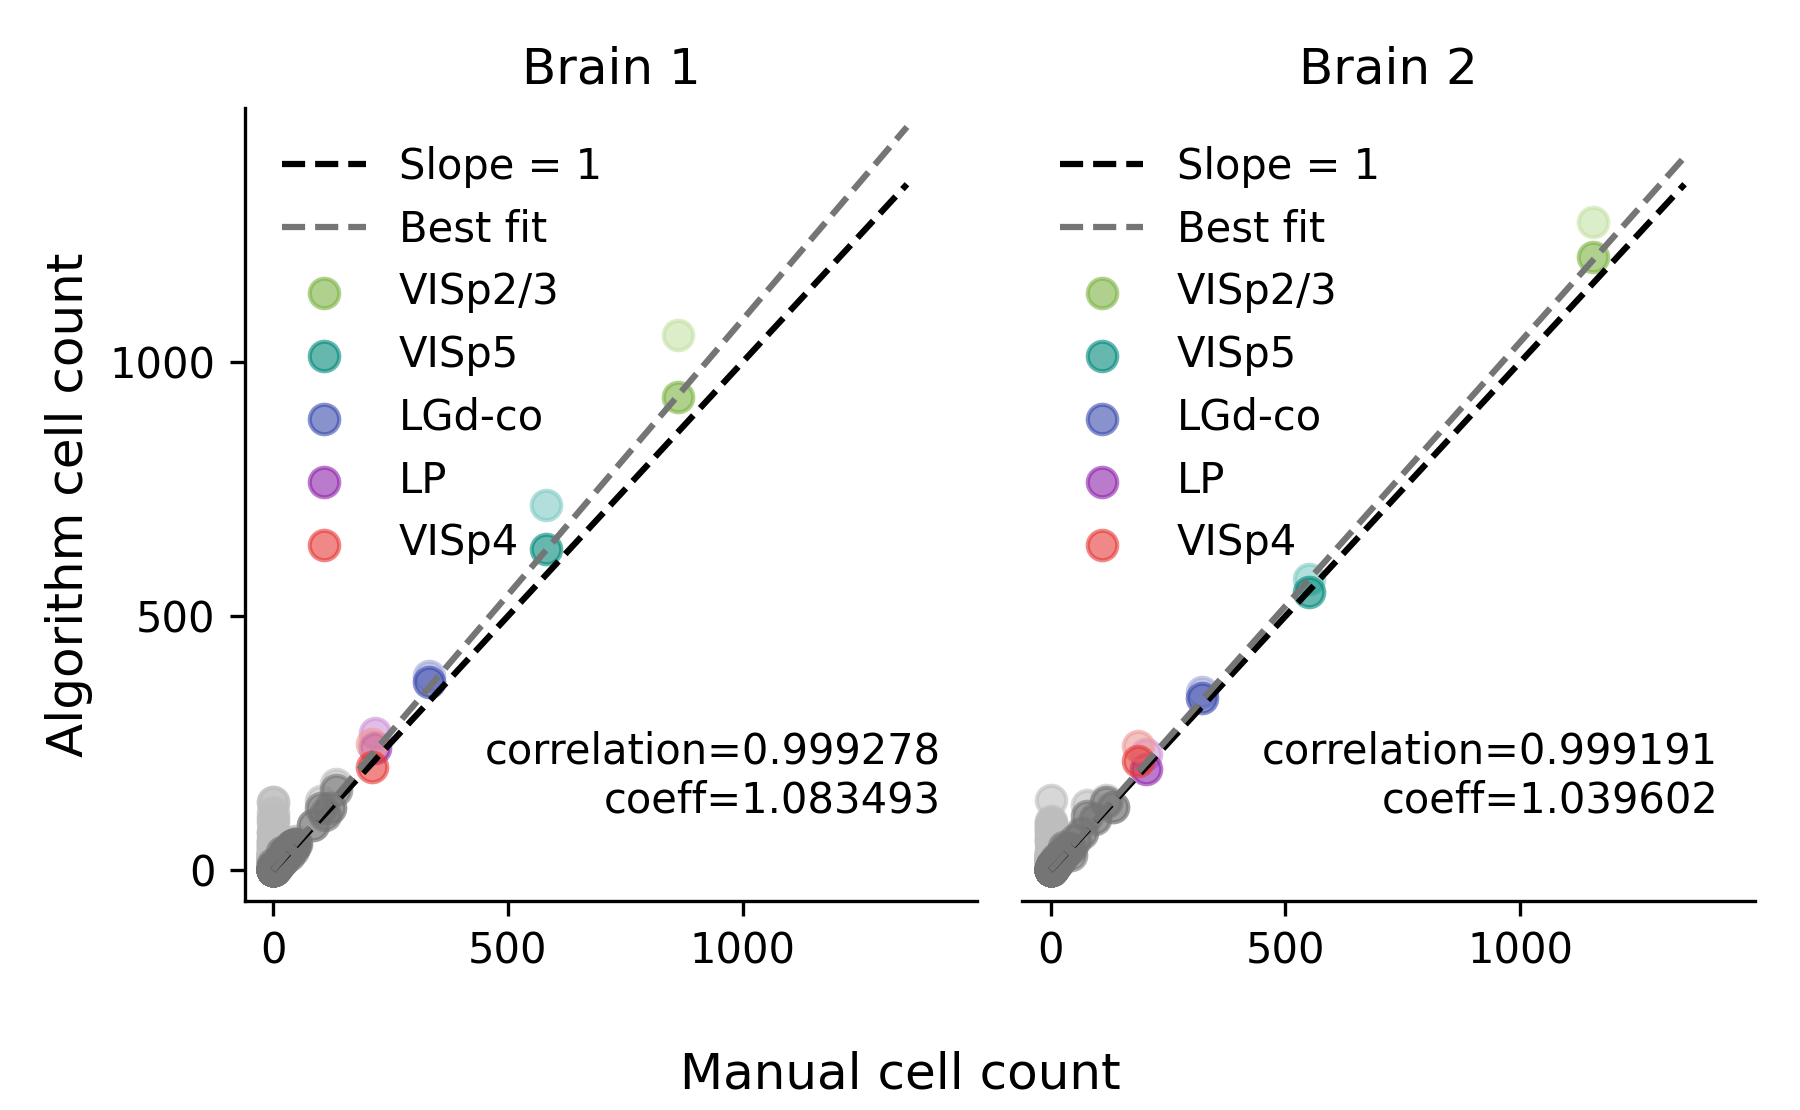 Brain 1
Brain 2
Algorithm cell count
1000
500
0
Slope = 1
Best fit
VISp2/3
VISp5
LGd-co
LP
VISp4
correlation=0.999278
coeff=1.083493
0
500
1000
Slope = 1
Best fit
VISp2/3
VISp5
LGd-co
LP
VISp4
correlation=0.999191
coeff=1.039602
0
500
1000
Manual cell count